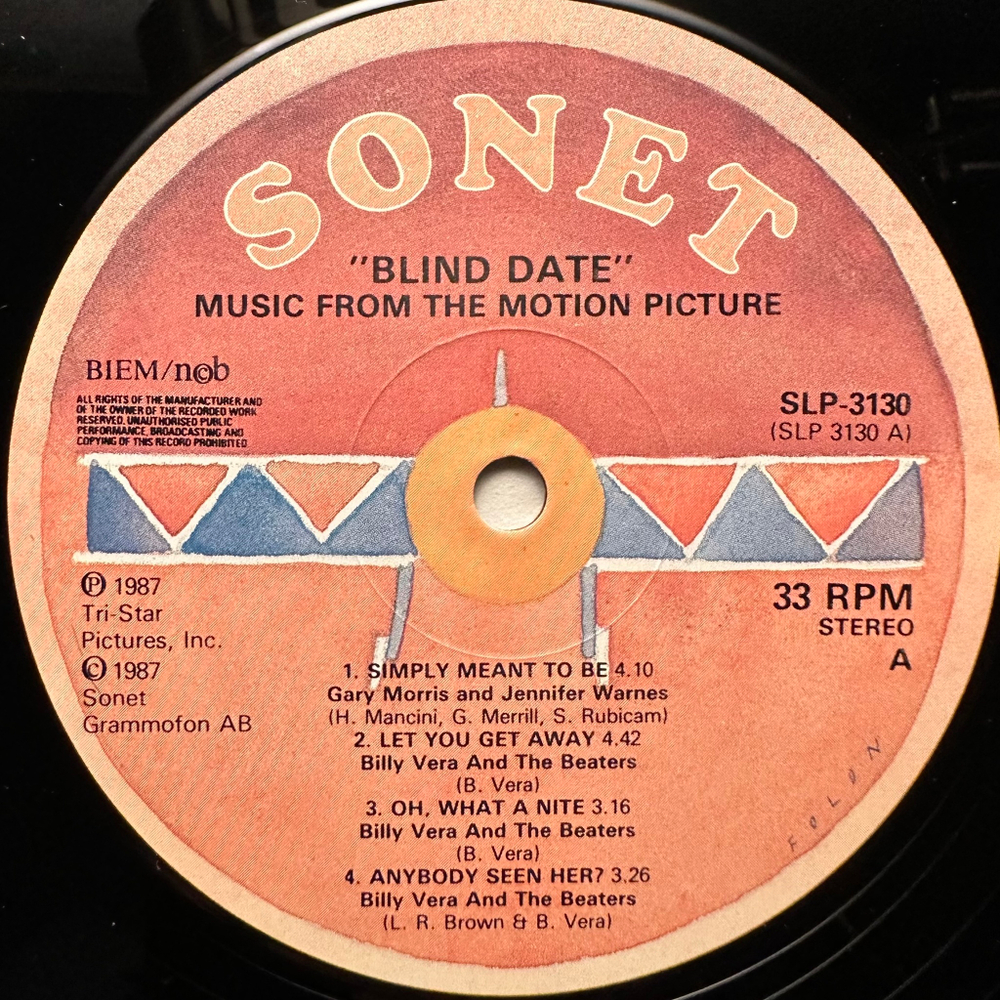 SONET
"BLIND DATE"
MUSIC FROM THE MOTION PICTURE
BIEM/n©b
ALL RIGHTS OF THE MANUFACTURER AND
OF THE OWNER OF THE RECORDED WORK
RESERVED. UNAUTHORISED PUBLIC
PERFORMANCE, BROADCASTING AND
COPYING OF THIS RECORD PROHIBITED
SLP-3130
(SLP 3130 A)
℗ 1987
Tri-Star
Pictures, Inc.
© 1987
Sonet
Grammofon AB
33 RPM
STEREO
A
1. SIMPLY MEANT TO BE 4.10
Gary Morris and Jennifer Warnes
(H. Mancini, G. Merrill, S. Rubicam)
2. LET YOU GET AWAY 4.42
Billy Vera And The Beaters
(B. Vera)
3. OH, WHAT A NITE 3.16
Billy Vera And The Beaters
(B. Vera)
4. ANYBODY SEEN HER? 3.26
Billy Vera And The Beaters
(L. R. Brown & B. Vera)
FOLON